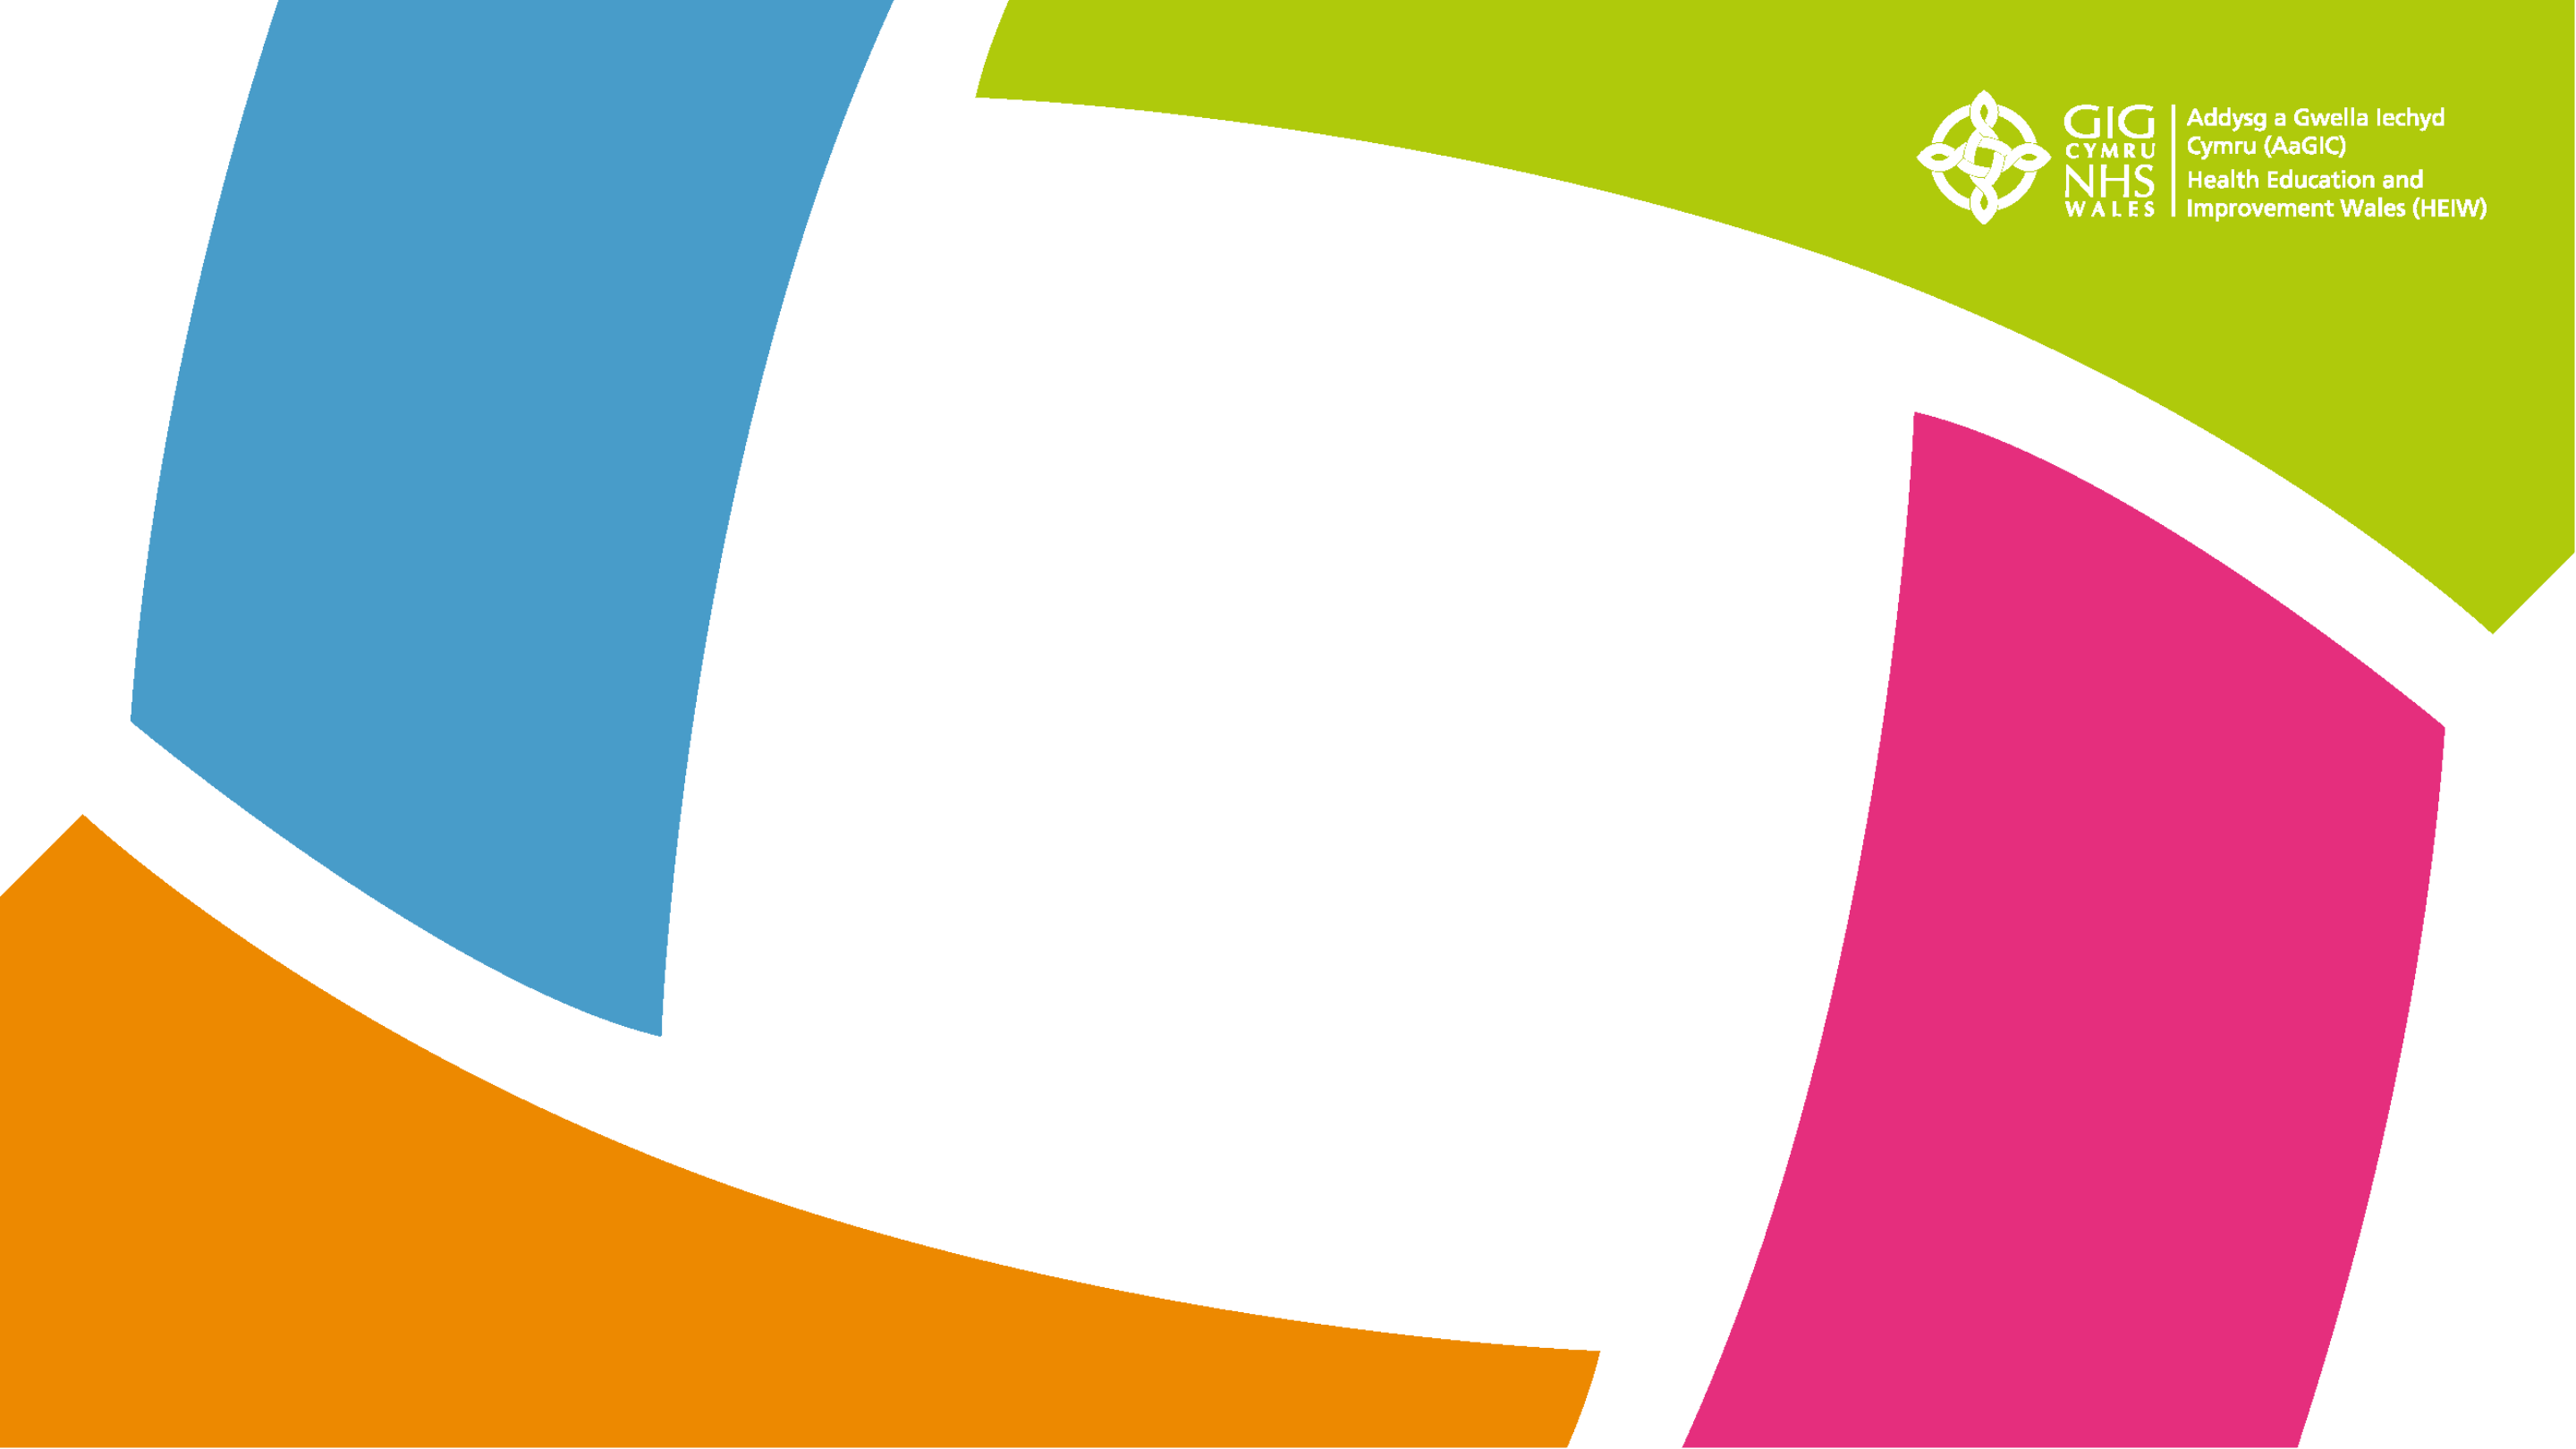 GIG
CYMRU
NHS
WALES
Addysg a Gwella Iechyd
Cymru (AaGIC)
Health Education and
Improvement Wales (HEIW)